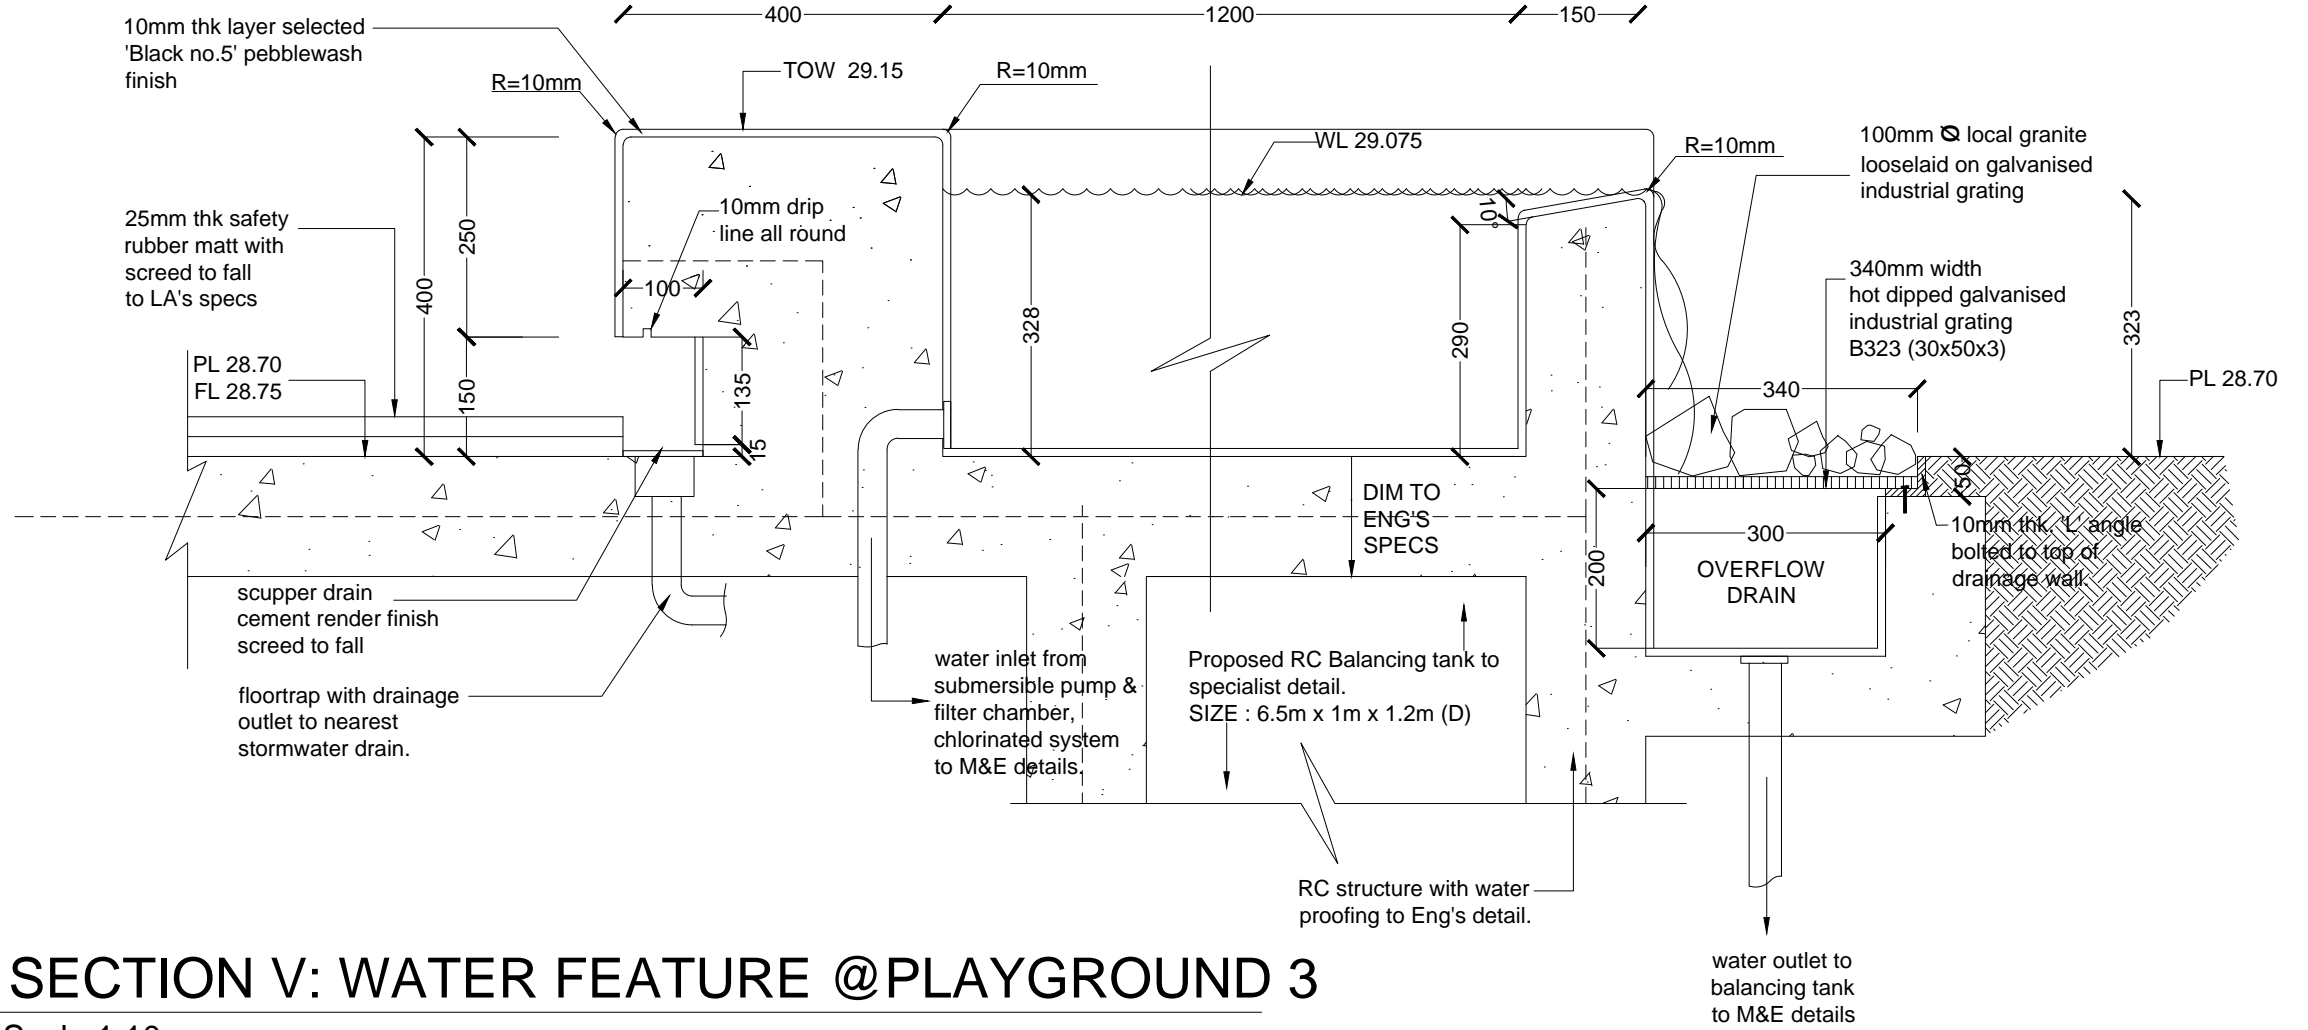 400
1200
150
10mm thk layer selected
'Black no.5' pebblewash
finish
R=10mm
TOW 29.15
R=10mm
WL 29.075
R=10mm
100mm Ø local granite
looselaid on galvanised
industrial grating
25mm thk safety
rubber matt with
screed to fall
to LA's specs
10mm drip
line all round
250
400
150
100
135
15
328
290
10°
323
340mm width
hot dipped galvanised
industrial grating
B323 (30x50x3)
340
PL 28.70
FL 28.75
PL 28.70
50
DIM TO
ENG'S
SPECS
200
300
OVERFLOW
DRAIN
10mm thk. 'L' angle
bolted to top of
drainage wall.
scupper drain
cement render finish
screed to fall
floortrap with drainage
outlet to nearest
stormwater drain.
water inlet from
submersible pump &
filter chamber,
chlorinated system
to M&E details.
Proposed RC Balancing tank to
specialist detail.
SIZE : 6.5m x 1m x 1.2m (D)
RC structure with water
proofing to Eng's detail.
water outlet to
balancing tank
to M&E details
SECTION V: WATER FEATURE @PLAYGROUND 3